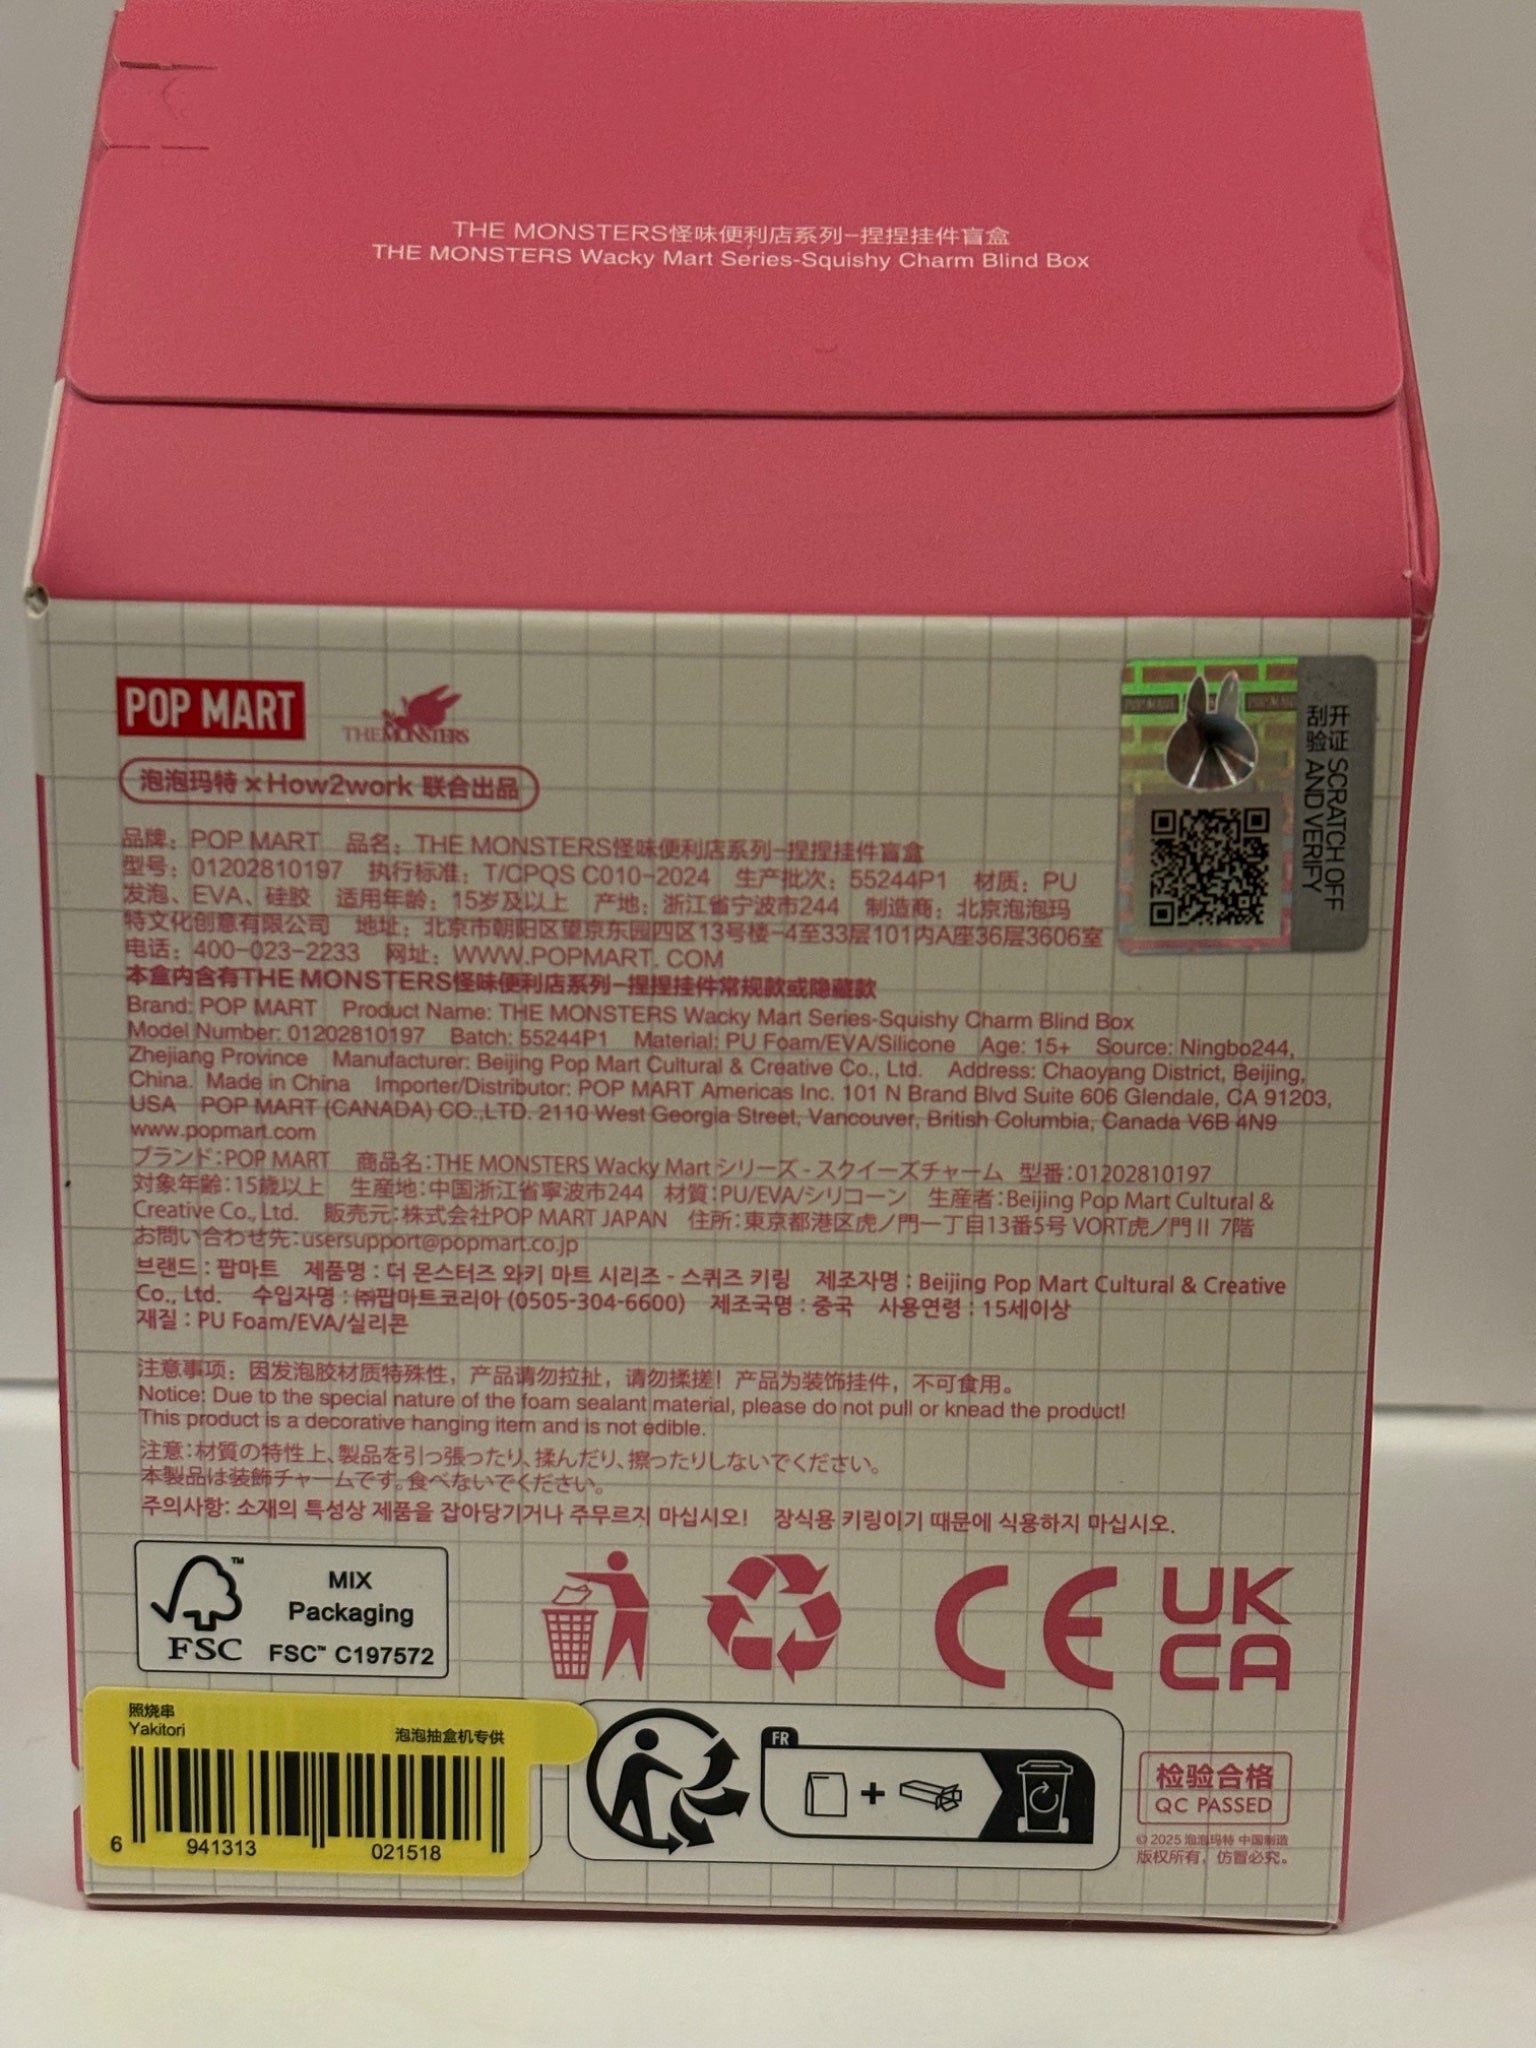 THE MONSTERS怪味便利店系列-捏捏挂件盲盒
THE MONSTERS Wacky Mart Series-Squishy Charm Blind Box
POP MART
THE MONSTERS
泡泡玛特×How2work 联合出品
刮开验证 SCRATCH OFF AND VERIFY
品牌：POP MART 品名：THE MONSTERS怪味便利店系列-捏捏挂件盲盒
型号：01202810197 执行标准：T/CPQS C010-2024 生产批次：55244P1 材质：PU
发泡、EVA、硅胶 适用年龄：15岁及以上 产地：浙江省宁波市244 制造商：北京泡泡玛
特文化创意有限公司 地址：北京市朝阳区望京东园四区13号楼-4至33层101内A座36层3606室
电话：400-023-2233 网址：WWW.POPMART.COM
本盒内含有THE MONSTERS怪味便利店系列-捏捏挂件常规款或隐藏款
Brand: POP MART Product Name: THE MONSTERS Wacky Mart Series-Squishy Charm Blind Box
Model Number: 01202810197 Batch: 55244P1 Material: PU Foam/EVA/Silicone Age: 15+ Source: Ningbo244,
Zhejiang Province Manufacturer: Beijing Pop Mart Cultural & Creative Co., Ltd. Address: Chaoyang District, Beijing,
China. Made in China Importer/Distributor: POP MART Americas Inc. 101 N Brand Blvd Suite 606 Glendale, CA 91203,
USA POP MART (CANADA) CO.,LTD. 2110 West Georgia Street, Vancouver, British Columbia, Canada V6B 4N9
www.popmart.com
ブランド：POP MART 商品名：THE MONSTERS Wacky Mart シリーズ - スクイーズチャーム 型番：01202810197
対象年齢：15歳以上 生産地：中国浙江省寧波市244 材質：PU/EVA/シリコーン 生産者：Beijing Pop Mart Cultural &
Creative Co., Ltd. 販売元：株式会社POP MART JAPAN 住所：東京都港区虎ノ門一丁目13番5号 VORT虎ノ門II 7階
お問い合わせ先：usersupport@popmart.co.jp
브랜드 : 팝마트 제품명 : 더 몬스터즈 와키 마트 시리즈 - 스퀴즈 키링 제조자명 : Beijing Pop Mart Cultural & Creative
Co., Ltd. 수입자명 : ㈜팝마트코리아 (0505-304-6600) 제조국명 : 중국 사용연령 : 15세이상
재질 : PU Foam/EVA/실리콘
注意事项：因发泡胶材质特殊性，产品请勿拉扯，请勿揉搓！产品为装饰挂件，不可食用。
Notice: Due to the special nature of the foam sealant material, please do not pull or knead the product!
This product is a decorative hanging item and is not edible.
注意：材質の特性上、製品を引っ張ったり、揉んだり、擦ったりしないでください。
本製品は装飾チャームです。食べないでください。
주의사항: 소재의 특성상 제품을 잡아당기거나 주무르지 마십시오! 장식용 키링이기 때문에 식용하지 마십시오.
FSC™
MIX
Packaging
FSC™ C197572
CE
UK
CA
照烧串
Yakitori
泡泡抽盒机专供
6 941313 021518
FR
检验合格
QC PASSED
© 2025 泡泡玛特 中国制造
版权所有，仿冒必究。